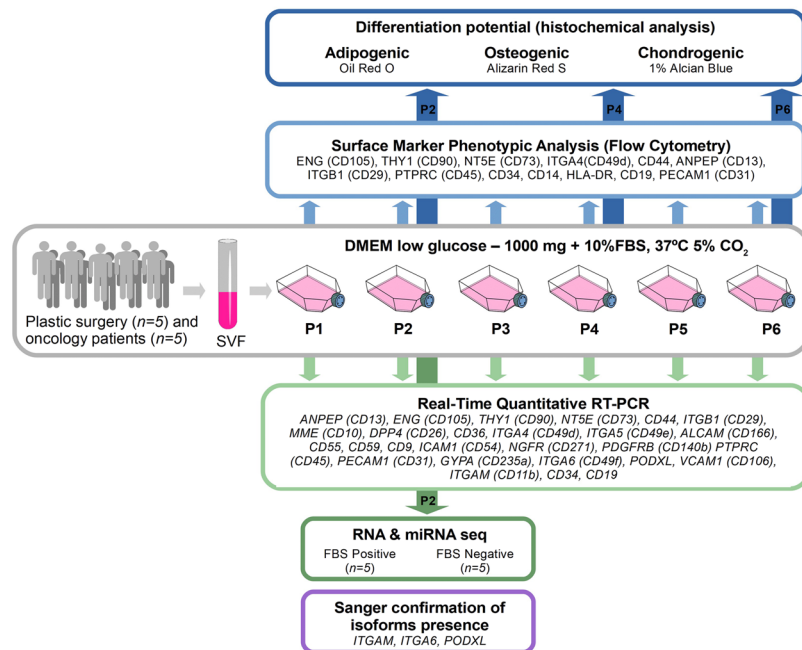 Differentiation potential (histochemical analysis)
Adipogenic
Oil Red O
Osteogenic
Alizarin Red S
Chondrogenic
1% Alcian Blue
P2
P4
P6
Surface Marker Phenotypic Analysis (Flow Cytometry)
ENG (CD105), THY1 (CD90), NT5E (CD73), ITGA4(CD49d), CD44, ANPEP (CD13),
ITGB1 (CD29), PTPRC (CD45), CD34, CD14, HLA-DR, CD19, PECAM1 (CD31)
DMEM low glucose – 1000 mg + 10%FBS, 37ºC 5% CO₂
Plastic surgery (n=5) and
oncology patients (n=5)
SVF
P1
P2
P3
P4
P5
P6
Real-Time Quantitative RT-PCR
ANPEP (CD13), ENG (CD105), THY1 (CD90), NT5E (CD73), CD44, ITGB1 (CD29),
MME (CD10), DPP4 (CD26), CD36, ITGA4 (CD49d), ITGA5 (CD49e), ALCAM (CD166),
CD55, CD59, CD9, ICAM1 (CD54), NGFR (CD271), PDGFRB (CD140b) PTPRC
(CD45), PECAM1 (CD31), GYPA (CD235a), ITGA6 (CD49f), PODXL, VCAM1 (CD106),
ITGAM (CD11b), CD34, CD19
P2
RNA & miRNA seq
FBS Positive
(n=5)
FBS Negative
(n=5)
Sanger confirmation of
isoforms presence
ITGAM, ITGA6, PODXL